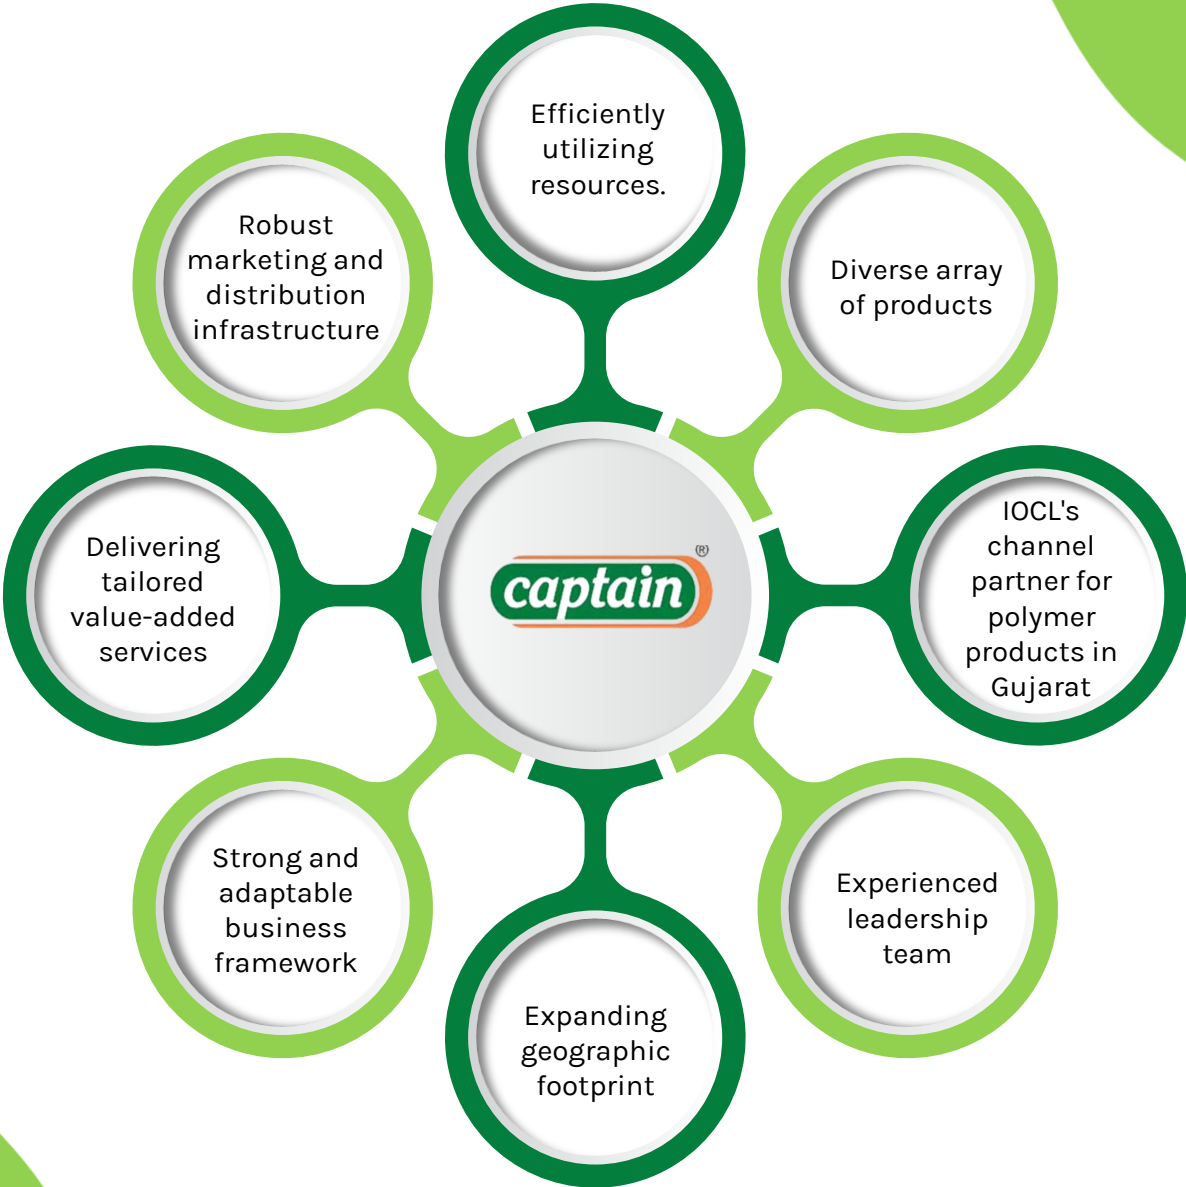 Efficiently
utilizing
resources.
Diverse array
of products
IOCL's
channel
partner for
polymer
products in
Gujarat
Experienced
leadership
team
Expanding
geographic
footprint
Strong and
adaptable
business
framework
Delivering
tailored
value-added
services
Robust
marketing and
distribution
infrastructure
captain (R)